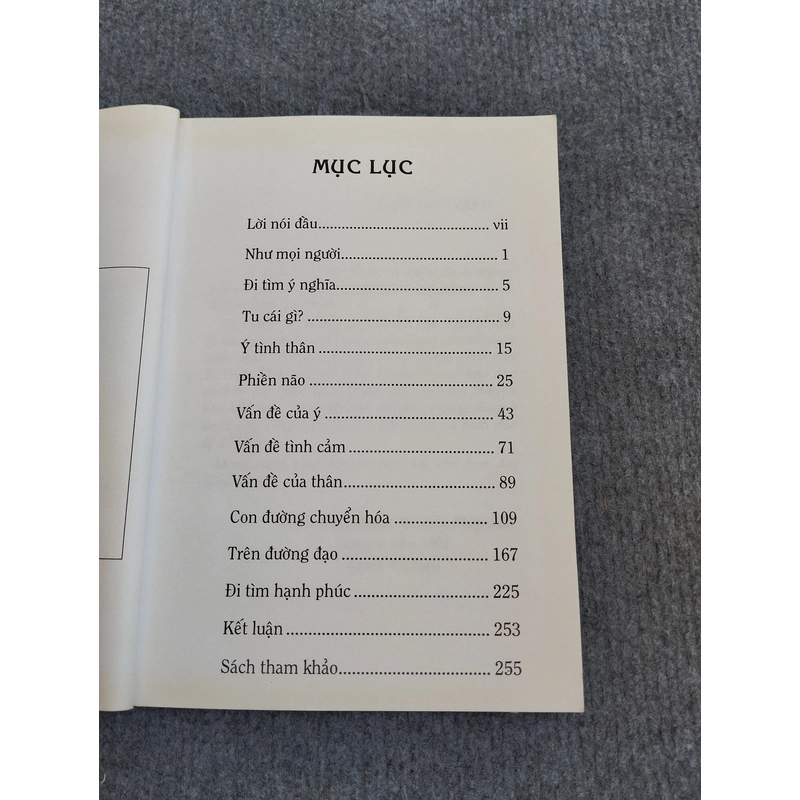 MỤC LỤC
Lời nói đầu.................................................. vii
Như mọi người............................................. 1
Đi tìm ý nghĩa............................................... 5
Tu cái gì? ....................................................... 9
Ý tình thân .................................................. 15
Phiền não .................................................... 25
Vấn đề của ý ................................................ 43
Vấn đề tình cảm ......................................... 71
Vấn đề của thân.......................................... 89
Con đường chuyển hóa .......................... 109
Trên đường đạo........................................ 167
Đi tìm hạnh phúc..................................... 225
Kết luận .................................................... 253
Sách tham khảo........................................ 255